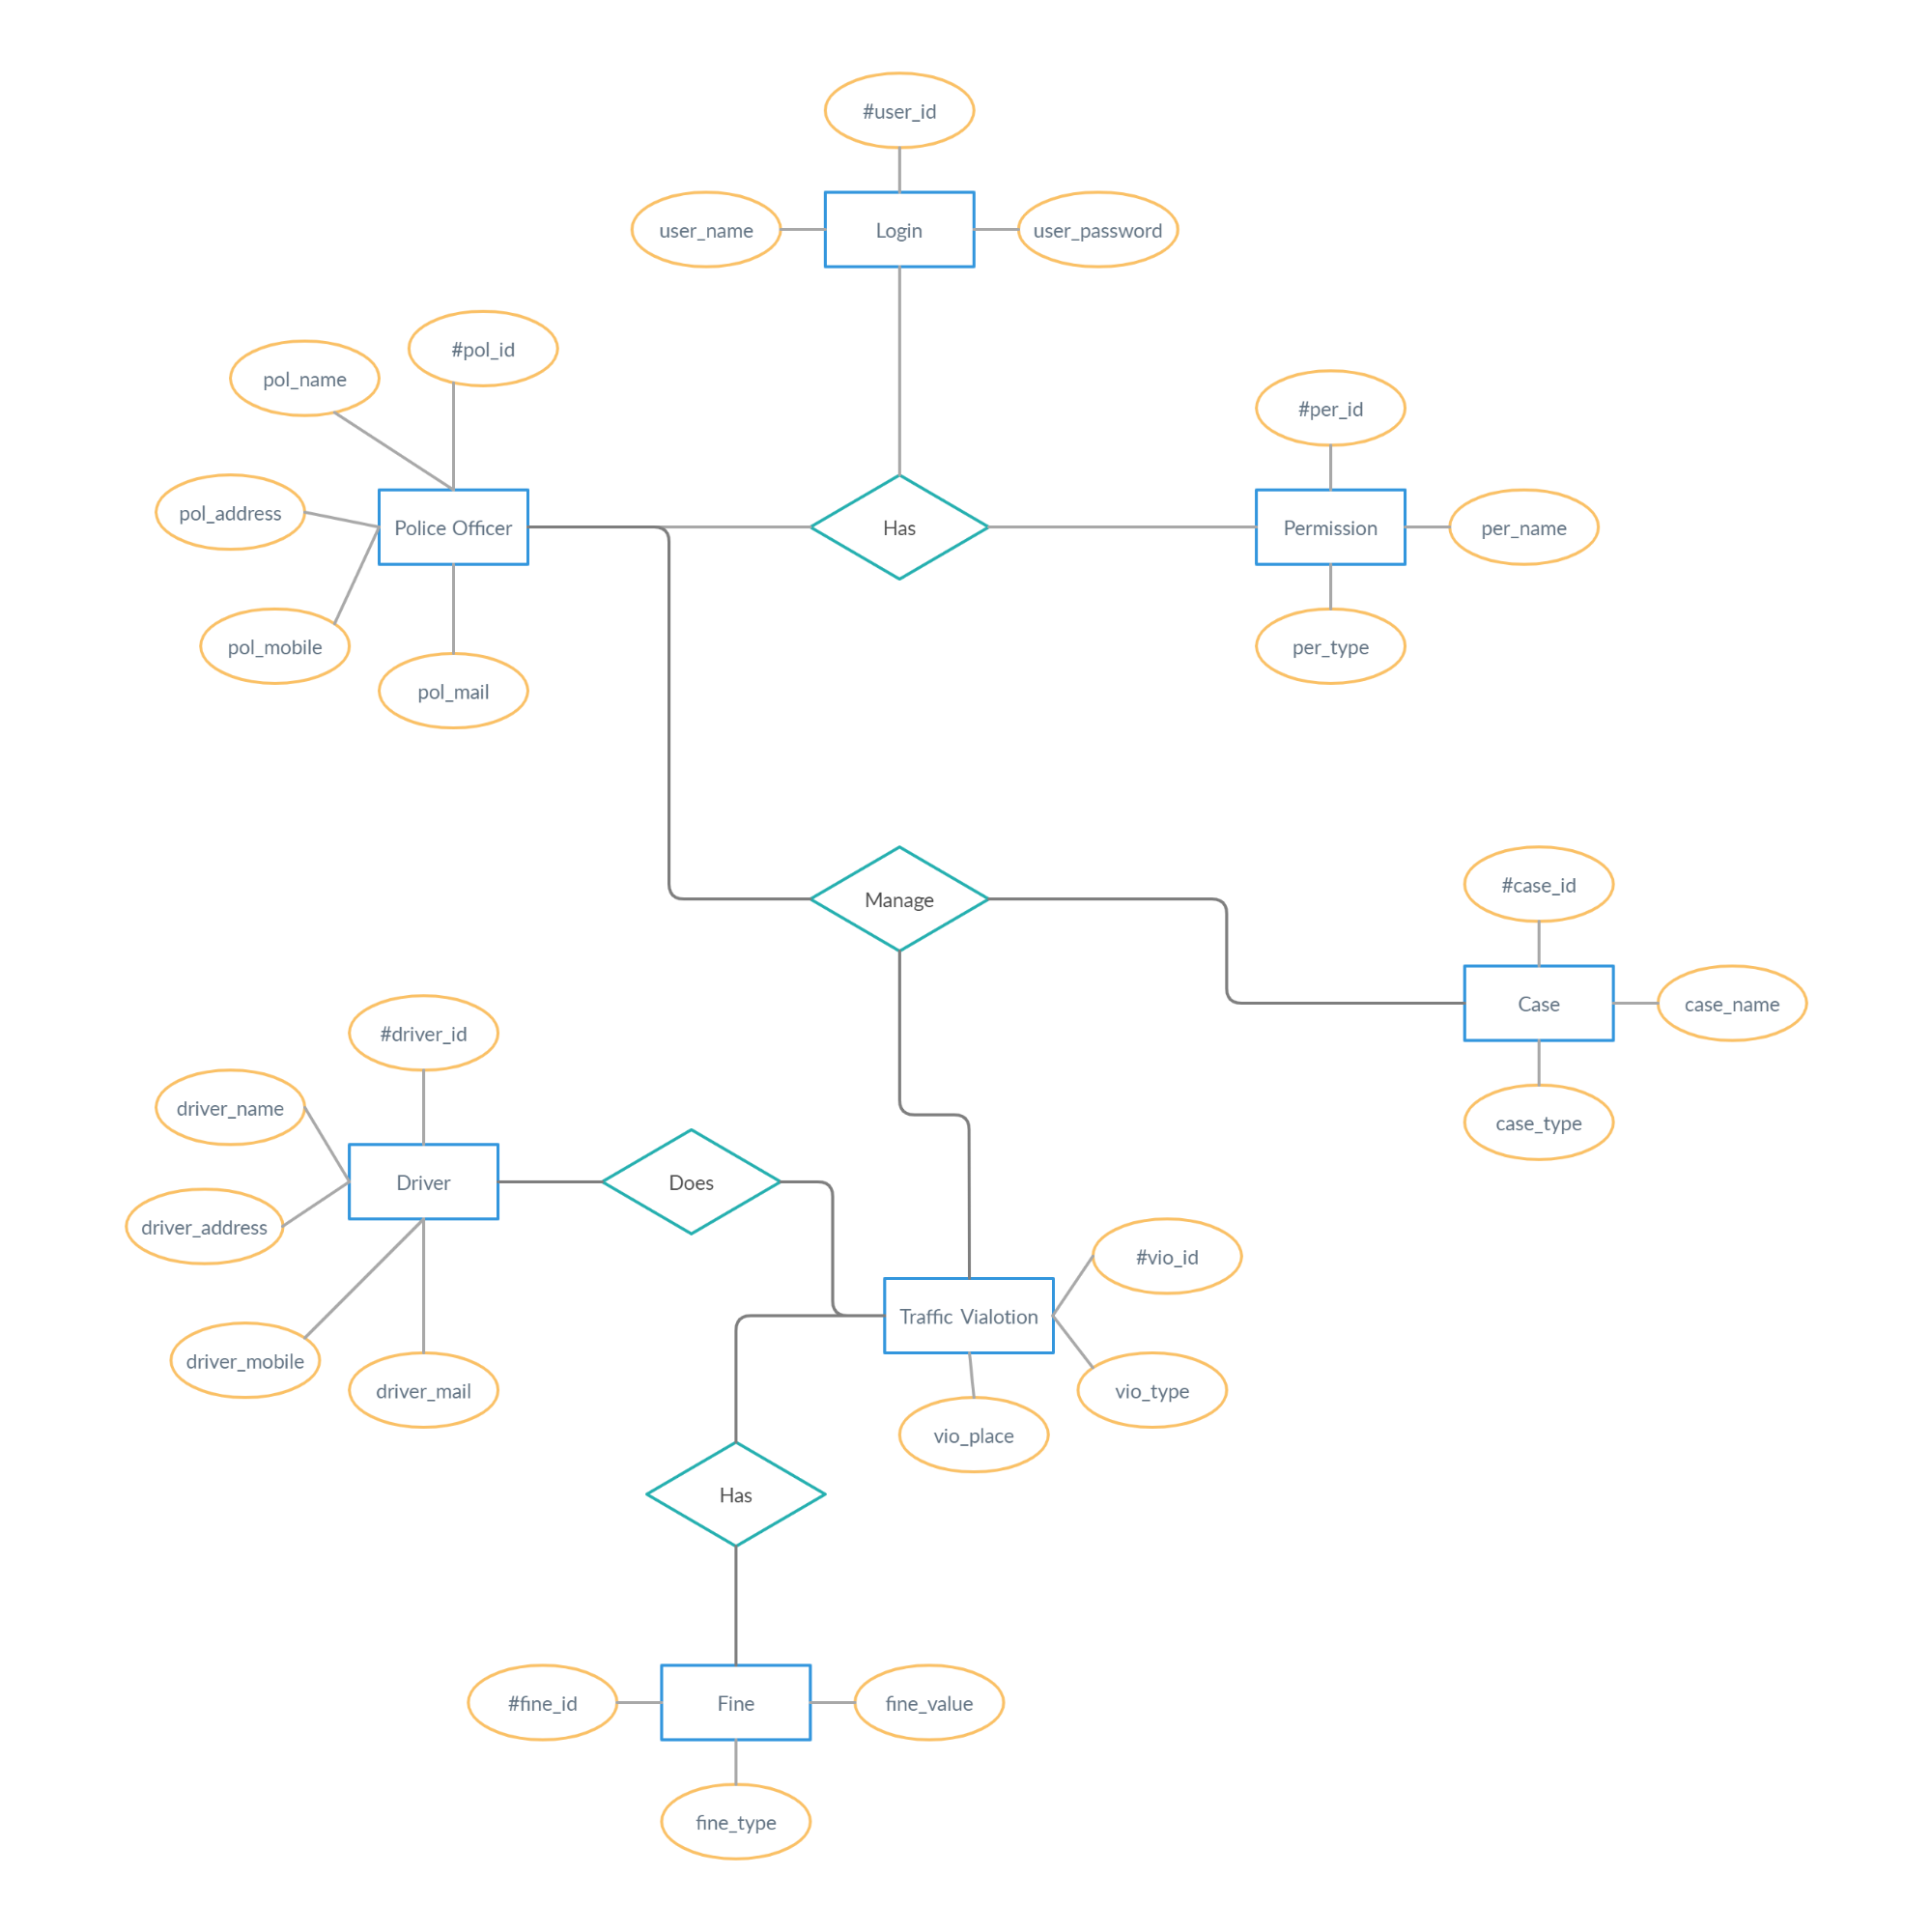 #user_id
user_name
Login
user_password
#pol_id
pol_name
#per_id
pol_address
Police Officer
Has
Permission
per_name
pol_mobile
per_type
pol_mail
Manage
#case_id
Case
case_name
#driver_id
driver_name
case_type
Driver
Does
driver_address
#vio_id
Traffic Vialotion
driver_mobile
driver_mail
vio_type
vio_place
Has
#fine_id
Fine
fine_value
fine_type